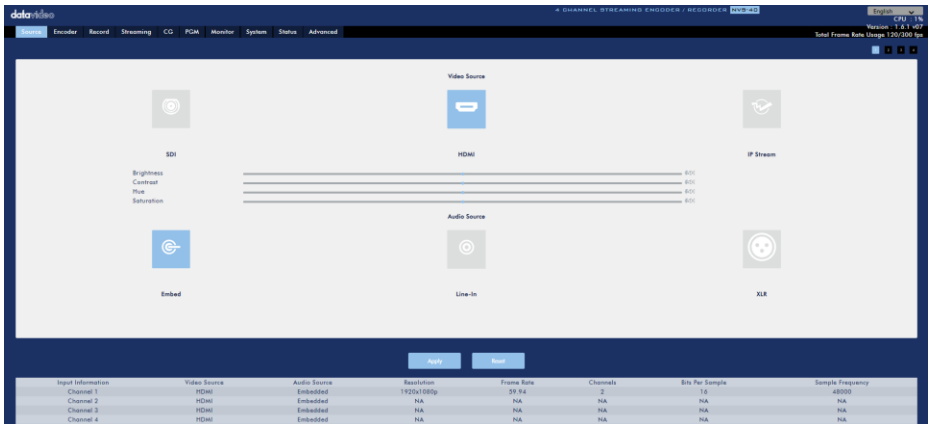 datavideo
4 CHANNEL STREAMING ENCODER / RECORDER NVS-40
English
CPU : 1%
Version : 1.6.1 v07
Total Frame Rate Usage 120/300 fps
Source Encoder Record Streaming CG PGM Monitor System Status Advanced
Video Source
SDI HDMI IP Stream
Brightness
Contrast
Hue
Saturation
Audio Source
Embed Line-In XLR
Apply Reset
Input Information Video Source Audio Source Resolution Frame Rate Channels Bits Per Sample Sample Frequency
Channel 1 HDMI Embedded 1920x1080p 59.94 2 16 48000
Channel 2 HDMI Embedded NA NA NA NA NA
Channel 3 HDMI Embedded NA NA NA NA NA
Channel 4 HDMI Embedded NA NA NA NA NA